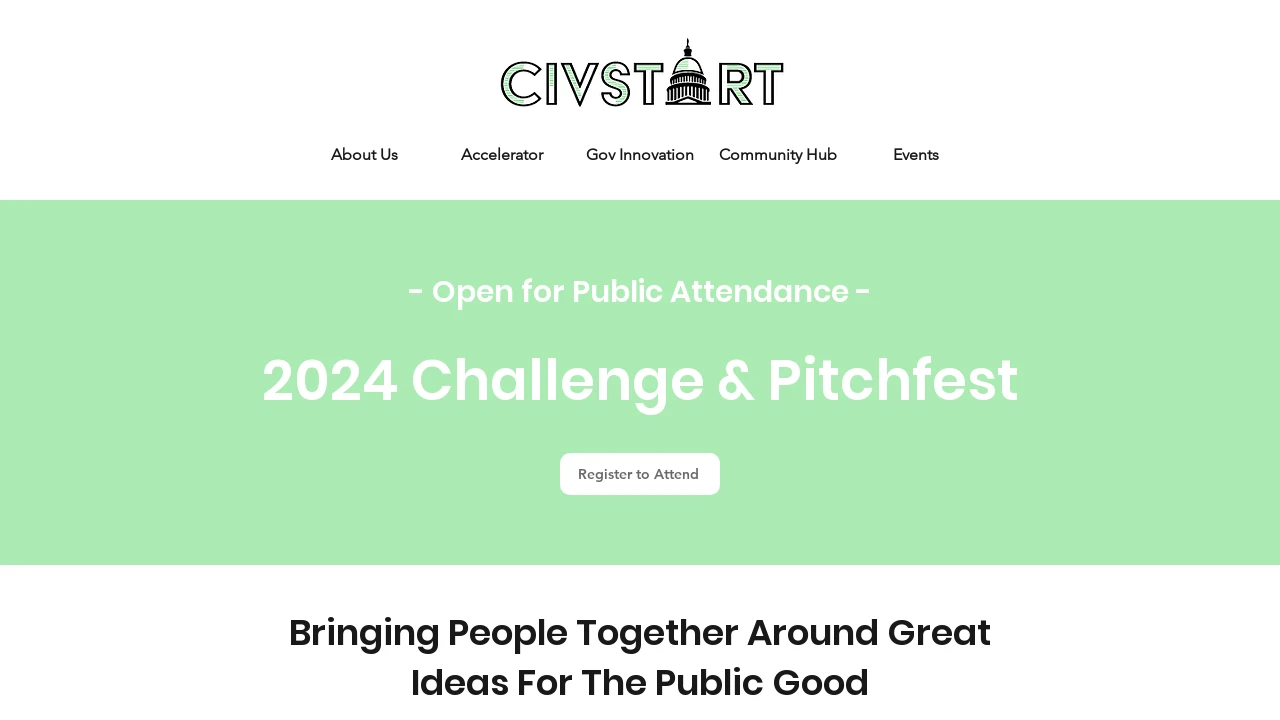 CIVSTART
About Us
Accelerator
Gov Innovation
Community Hub
Events
- Open for Public Attendance -
2024 Challenge & Pitchfest
Register to Attend
Bringing People Together Around Great
Ideas For The Public Good